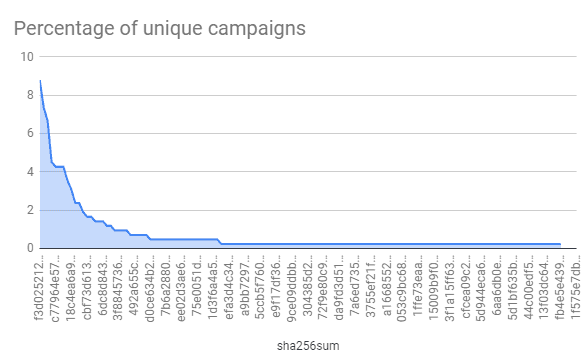 Percentage of unique campaigns
10
8
6
4
2
0
f3d025212...
c77964e57...
18c4ea6a9...
cbf73d613...
6dc8d843...
3f8845736...
492a655c...
d0ce634b2...
7b6a2880...
ee02d3ae6...
75e0051d...
1d3f6a4a5...
efa3d4c34...
a9bb7297...
5ccb5f760...
e9f17df36...
9ce09ddbb...
304385d2...
72f9e80c9...
da9fd3d51...
7a6ed735...
3755ef21f...
a1668552...
053c9bc68...
1ffe73eaa...
15009b9f0...
3f1a15ff63...
cfcea09c2...
5d944eca6...
6aa6db0e...
5d1bf635b...
44c00edf5...
13f03dc64...
fb4e5e439...
1f575e7db...
sha256sum